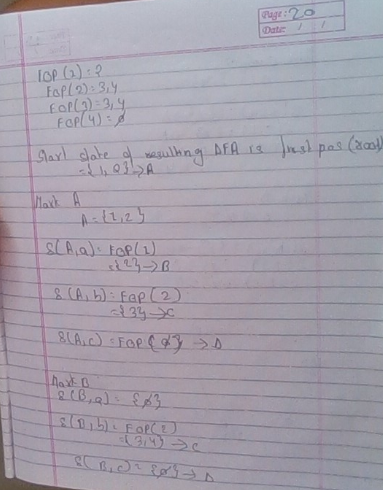 Page: 20
Date: / /
FOP(1)=2
FOP(2)=3,4
FOP(3)=3,4
FOP(4)=ø
Start state of resulting DFA is first pos (root)
={1,2}→A
Mark A
A={1,2}
δ(A,a)= FOP(1)
={2}→B
δ(A,b)= FOP(2)
={3}→C
δ(A,c)= FOP{ø} → D
Mark B
δ(B,a)= {ø}
δ(B,b)= FOP(2)
={3,4} → C
δ(B,c)= {ø} → D